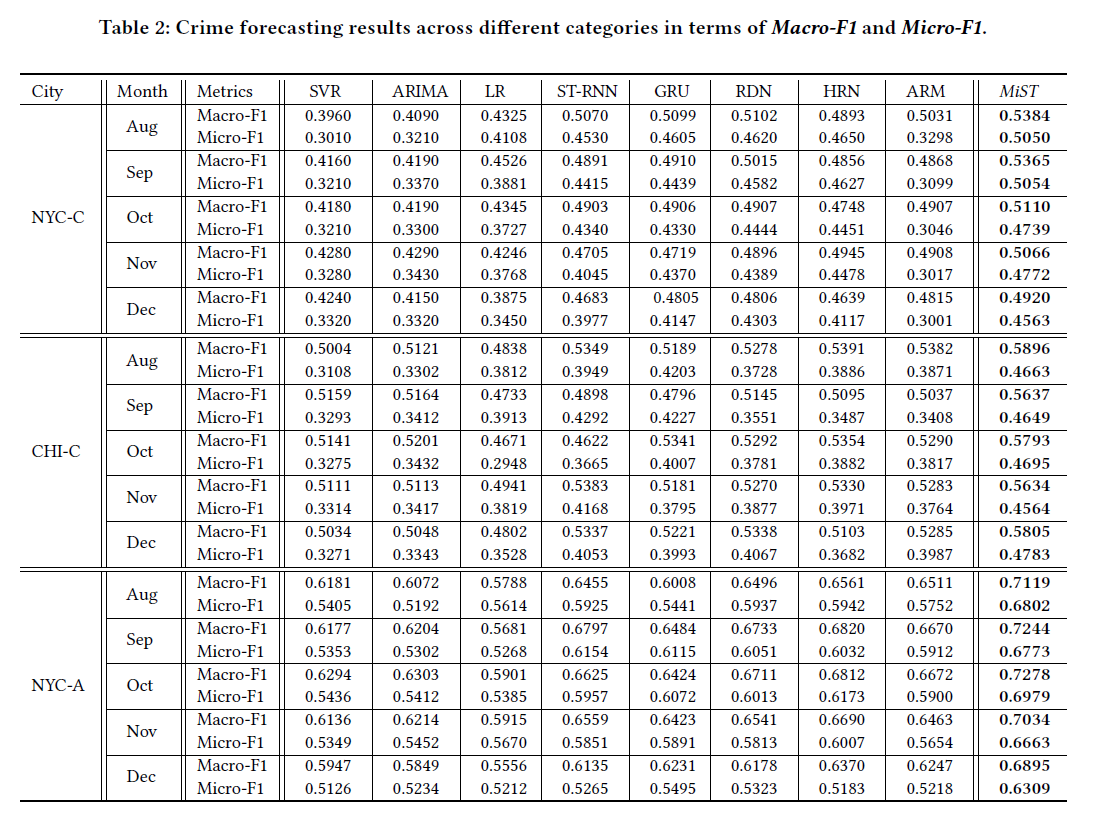 Table 2: Crime forecasting results across different categories in terms of Macro-F1 and Micro-F1.
City Month Metrics SVR ARIMA LR ST-RNN GRU RDN HRN ARM MiST
NYC-C Aug Macro-F1 0.3960 0.4090 0.4325 0.5070 0.5099 0.5102 0.4893 0.5031 0.5384
Micro-F1 0.3010 0.3210 0.4108 0.4530 0.4605 0.4620 0.4650 0.3298 0.5050
Sep Macro-F1 0.4160 0.4190 0.4526 0.4891 0.4910 0.5015 0.4856 0.4868 0.5365
Micro-F1 0.3210 0.3370 0.3881 0.4415 0.4439 0.4582 0.4627 0.3099 0.5054
Oct Macro-F1 0.4180 0.4190 0.4345 0.4903 0.4906 0.4907 0.4748 0.4907 0.5110
Micro-F1 0.3210 0.3300 0.3727 0.4340 0.4330 0.4444 0.4451 0.3046 0.4739
Nov Macro-F1 0.4280 0.4290 0.4246 0.4705 0.4719 0.4896 0.4945 0.4908 0.5066
Micro-F1 0.3280 0.3430 0.3768 0.4045 0.4370 0.4389 0.4478 0.3017 0.4772
Dec Macro-F1 0.4240 0.4150 0.3875 0.4683 0.4805 0.4806 0.4639 0.4815 0.4920
Micro-F1 0.3320 0.3320 0.3450 0.3977 0.4147 0.4303 0.4117 0.3001 0.4563
CHI-C Aug Macro-F1 0.5004 0.5121 0.4838 0.5349 0.5189 0.5278 0.5391 0.5382 0.5896
Micro-F1 0.3108 0.3302 0.3812 0.3949 0.4203 0.3728 0.3886 0.3871 0.4663
Sep Macro-F1 0.5159 0.5164 0.4733 0.4898 0.4796 0.5145 0.5095 0.5037 0.5637
Micro-F1 0.3293 0.3412 0.3913 0.4292 0.4227 0.3551 0.3487 0.3408 0.4649
Oct Macro-F1 0.5141 0.5201 0.4671 0.4622 0.5341 0.5292 0.5354 0.5290 0.5793
Micro-F1 0.3275 0.3432 0.2948 0.3665 0.4007 0.3781 0.3882 0.3817 0.4695
Nov Macro-F1 0.5111 0.5113 0.4941 0.5383 0.5181 0.5270 0.5330 0.5283 0.5634
Micro-F1 0.3314 0.3417 0.3819 0.4168 0.3795 0.3877 0.3971 0.3764 0.4564
Dec Macro-F1 0.5034 0.5048 0.4802 0.5337 0.5221 0.5338 0.5103 0.5285 0.5805
Micro-F1 0.3271 0.3343 0.3528 0.4053 0.3993 0.4067 0.3682 0.3987 0.4783
NYC-A Aug Macro-F1 0.6181 0.6072 0.5788 0.6455 0.6008 0.6496 0.6561 0.6511 0.7119
Micro-F1 0.5405 0.5192 0.5614 0.5925 0.5441 0.5937 0.5942 0.5752 0.6802
Sep Macro-F1 0.6177 0.6204 0.5681 0.6797 0.6484 0.6733 0.6820 0.6670 0.7244
Micro-F1 0.5353 0.5302 0.5268 0.6154 0.6115 0.6051 0.6032 0.5912 0.6773
Oct Macro-F1 0.6294 0.6303 0.5901 0.6625 0.6424 0.6711 0.6812 0.6672 0.7278
Micro-F1 0.5436 0.5412 0.5385 0.5957 0.6072 0.6013 0.6173 0.5900 0.6979
Nov Macro-F1 0.6136 0.6214 0.5915 0.6559 0.6423 0.6541 0.6690 0.6463 0.7034
Micro-F1 0.5349 0.5452 0.5670 0.5851 0.5891 0.5813 0.6007 0.5654 0.6663
Dec Macro-F1 0.5947 0.5849 0.5556 0.6135 0.6231 0.6178 0.6370 0.6247 0.6895
Micro-F1 0.5126 0.5234 0.5212 0.5265 0.5495 0.5323 0.5183 0.5218 0.6309